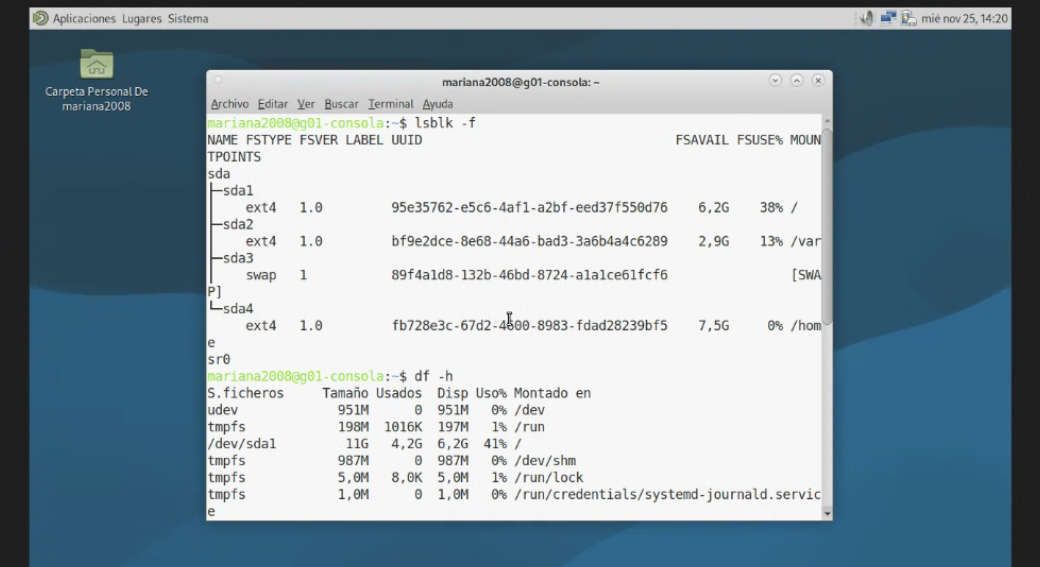 Aplicaciones Lugares Sistema
mié nov 25, 14:20
Carpeta Personal De
mariana2008
mariana2008@g01-consola: ~
Archivo Editar Ver Buscar Terminal Ayuda
mariana2008@g01-consola:~$ lsblk -f
NAME FSTYPE FSVER LABEL UUID FSAVAIL FSUSE% MOUN
TPOINTS
sda
├─sda1
│ ext4 1.0 95e35762-e5c6-4af1-a2bf-eed37f550d76 6,2G 38% /
├─sda2
│ ext4 1.0 bf9e2dce-8e68-44a6-bad3-3a6b4a4c6289 2,9G 13% /var
├─sda3
│ swap 1 89f4a1d8-132b-46bd-8724-a1a1ce61fcf6 [SWA
P]
└─sda4
ext4 1.0 fb728e3c-67d2-4600-8983-fdad28239bf5 7,5G 0% /hom
e
sr0
mariana2008@g01-consola:~$ df -h
S.ficheros Tamaño Usados Disp Uso% Montado en
udev 951M 0 951M 0% /dev
tmpfs 198M 1016K 197M 1% /run
/dev/sda1 11G 4,2G 6,2G 41% /
tmpfs 987M 0 987M 0% /dev/shm
tmpfs 5,0M 8,0K 5,0M 1% /run/lock
tmpfs 1,0M 0 1,0M 0% /run/credentials/systemd-journald.servic
e